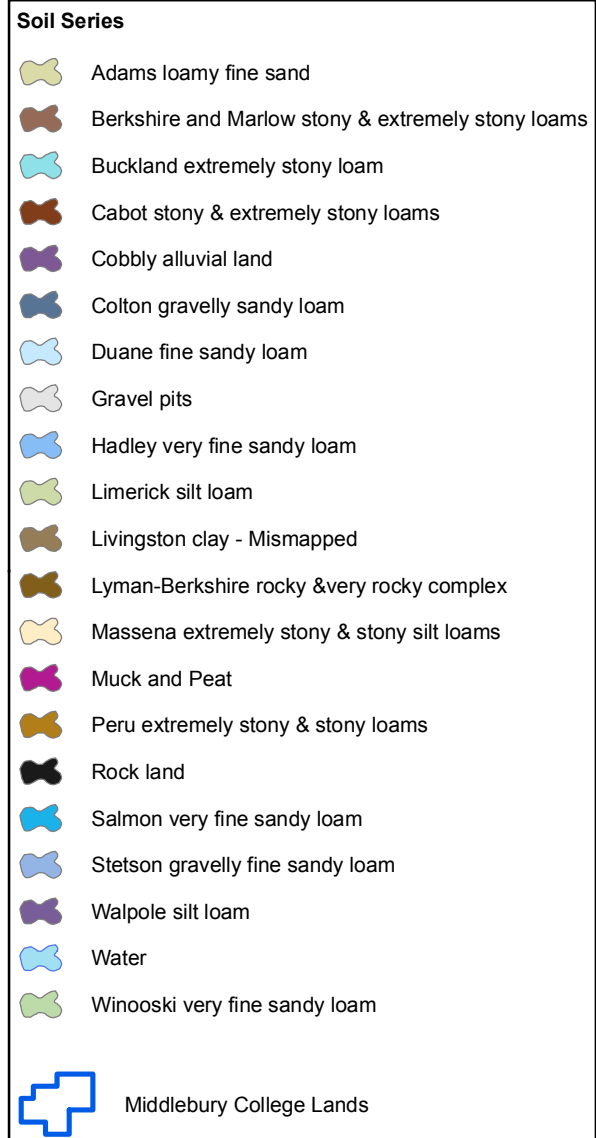 Soil Series
Adams loamy fine sand
Berkshire and Marlow stony & extremely stony loams
Buckland extremely stony loam
Cabot stony & extremely stony loams
Cobbly alluvial land
Colton gravelly sandy loam
Duane fine sandy loam
Gravel pits
Hadley very fine sandy loam
Limerick silt loam
Livingston clay - Mismapped
Lyman-Berkshire rocky &very rocky complex
Massena extremely stony & stony silt loams
Muck and Peat
Peru extremely stony & stony loams
Rock land
Salmon very fine sandy loam
Stetson gravelly fine sandy loam
Walpole silt loam
Water
Winooski very fine sandy loam
Middlebury College Lands